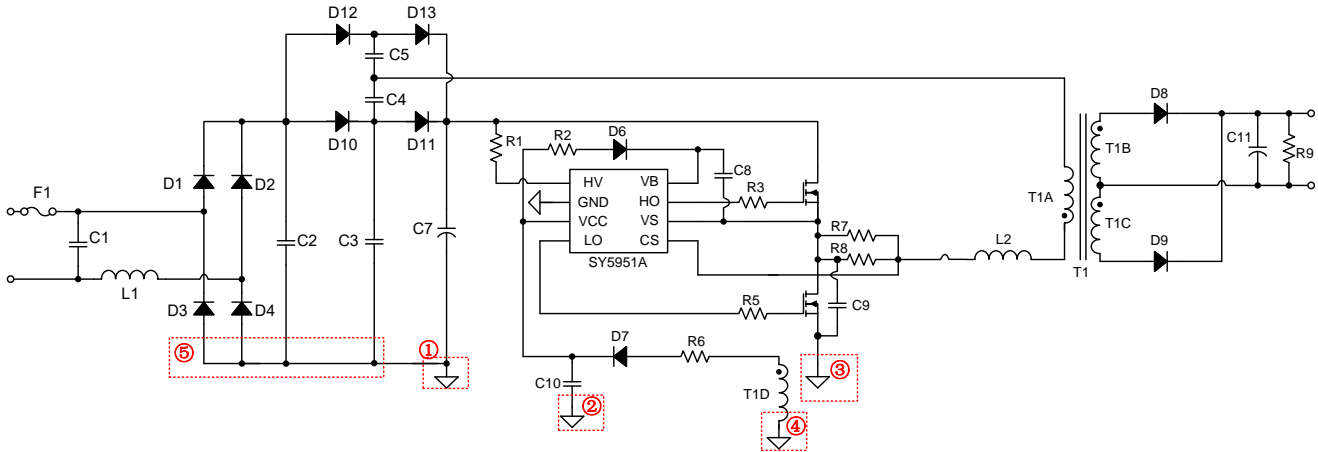 D12 D13
C5
C4
D10 D11
R1 R2 D6 C8
D1 D2
F1
C1
L1
D3 D4
C2 C3 C7
HV VB
GND HO
VCC VS
LO CS
SY5951A
R3
R7
R8
R5
C9
L2
T1A
T1
D8
T1B
T1C
D9
C11
R9
⑤
①
D7 R6
C10
②
T1D
④
③